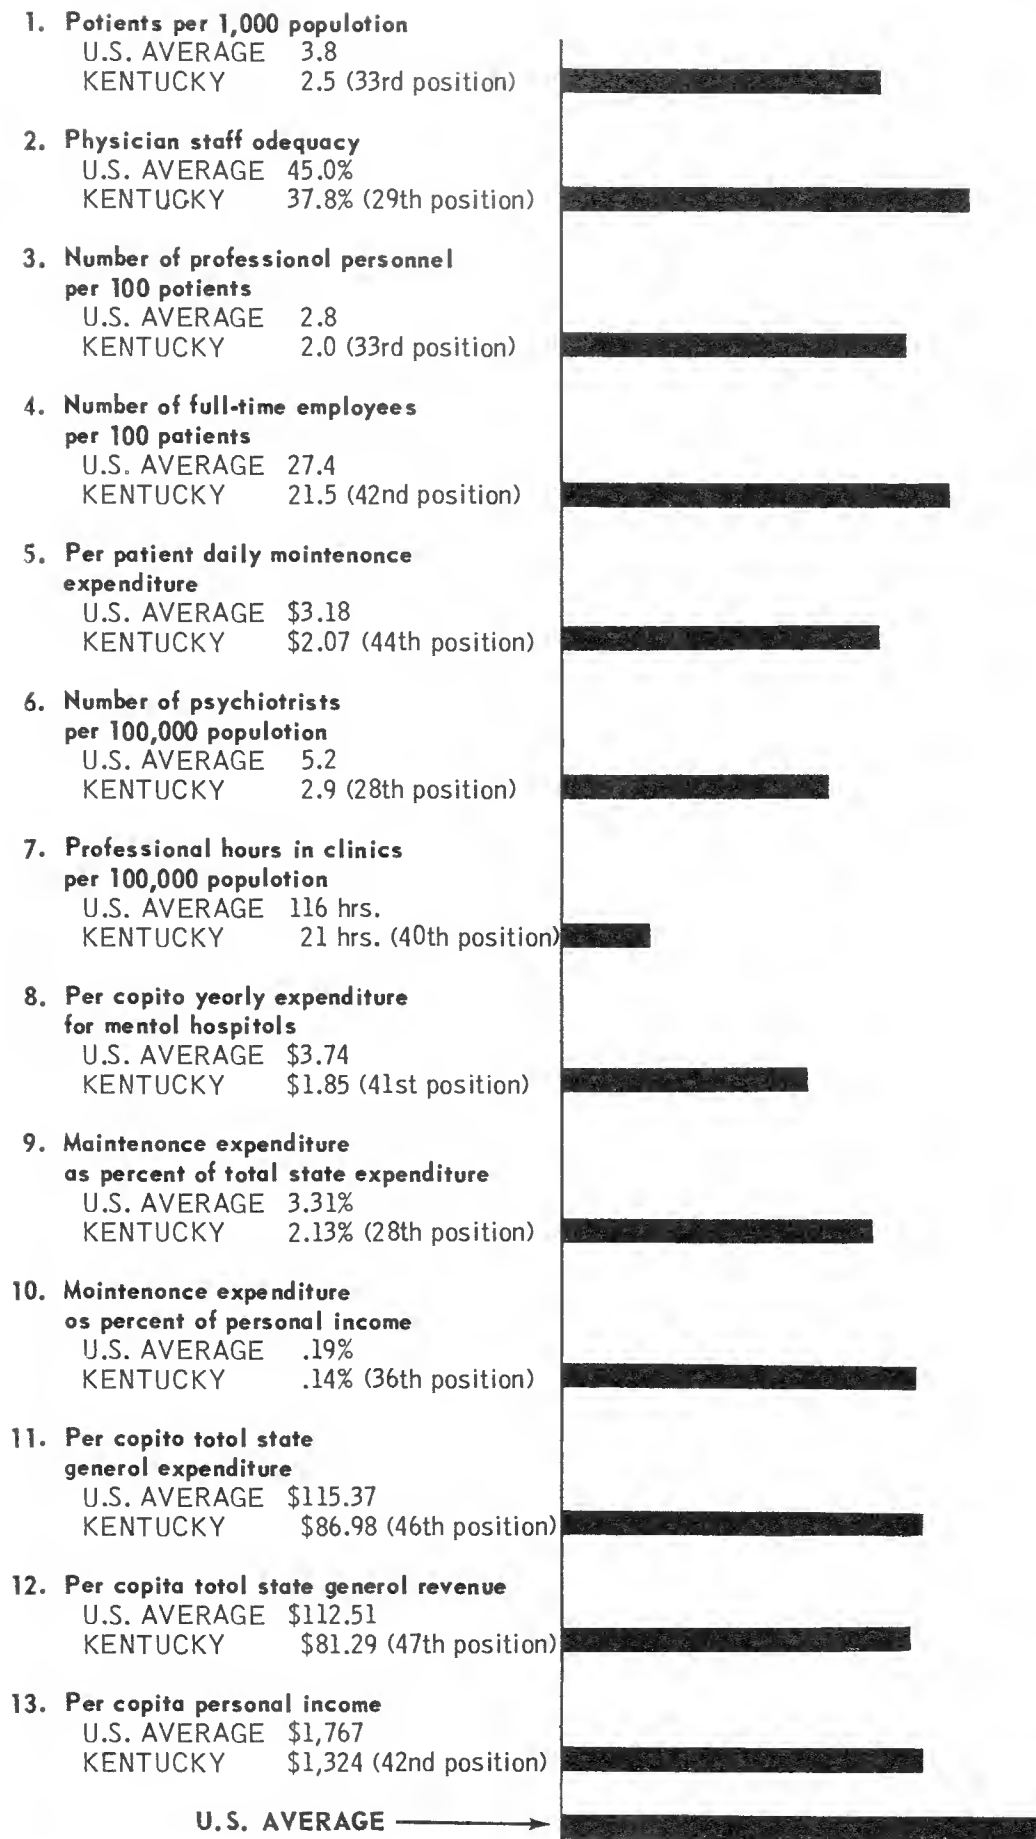 1. Potients per 1,000 populotion
U.S. AVERAGE 3.8
KENTUCKY 2.5 (33rd position)
2. Physician staff odequacy
U.S. AVERAGE 45.0%
KENTUCKY 37.8% (29th position)
3. Number of professionol personnel
per 100 potients
U.S. AVERAGE 2.8
KENTUCKY 2.0 (33rd position)
4. Number of full-time employees
per 100 patients
U.S. AVERAGE 27.4
KENTUCKY 21.5 (42nd position)
5. Per patient daily mointenonce
expenditure
U.S. AVERAGE $3.18
KENTUCKY $2.07 (44th position)
6. Number of psychiotrists
per 100,000 populotion
U.S. AVERAGE 5.2
KENTUCKY 2.9 (28th position)
7. Professional hours in clinics
per 100,000 populotion
U.S. AVERAGE 116 hrs.
KENTUCKY 21 hrs. (40th position)
8. Per copito yeorly expenditure
for mentol hospitols
U.S. AVERAGE $3.74
KENTUCKY $1.85 (41st position)
9. Maintenonce expenditure
as percent of total state expenditure
U.S. AVERAGE 3.31%
KENTUCKY 2.13% (28th position)
10. Mointenonce expenditure
os percent of personal income
U.S. AVERAGE .19%
KENTUCKY .14% (36th position)
11. Per copito totol state
generol expenditure
U.S. AVERAGE $115.37
KENTUCKY $86.98 (46th position)
12. Per copita totol state generol revenue
U.S. AVERAGE $112.51
KENTUCKY $81.29 (47th position)
13. Per copita personal income
U.S. AVERAGE $1,767
KENTUCKY $1,324 (42nd position)
U.S. AVERAGE